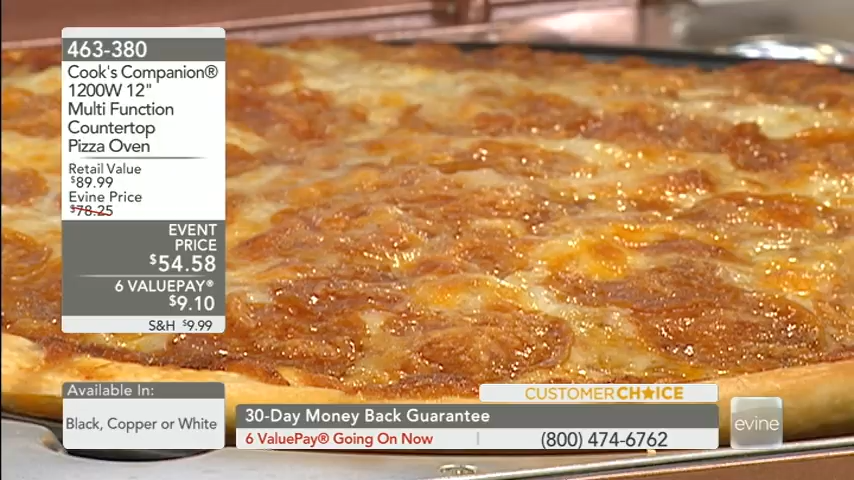 463-380
Cook's Companion®
1200W 12"
Multi Function
Countertop
Pizza Oven
Retail Value
$89.99
Evine Price
$78.25
EVENT
PRICE
$54.58
6 VALUEPAY®
$9.10
S&H $9.99
Available In:
Black, Copper or White
CUSTOMER CHOICE
30-Day Money Back Guarantee
6 ValuePay® Going On Now
(800) 474-6762
evine